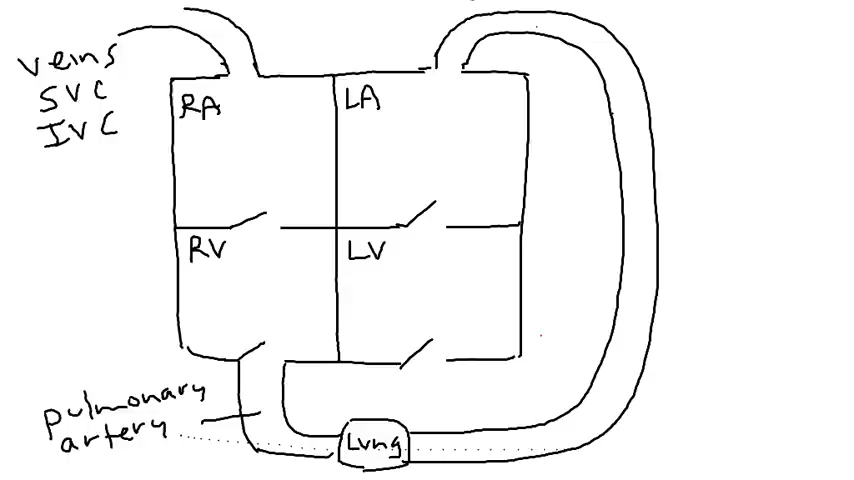 veins
SVC
IVC
RA
LA
RV
LV
pulmonary
artery
Lung